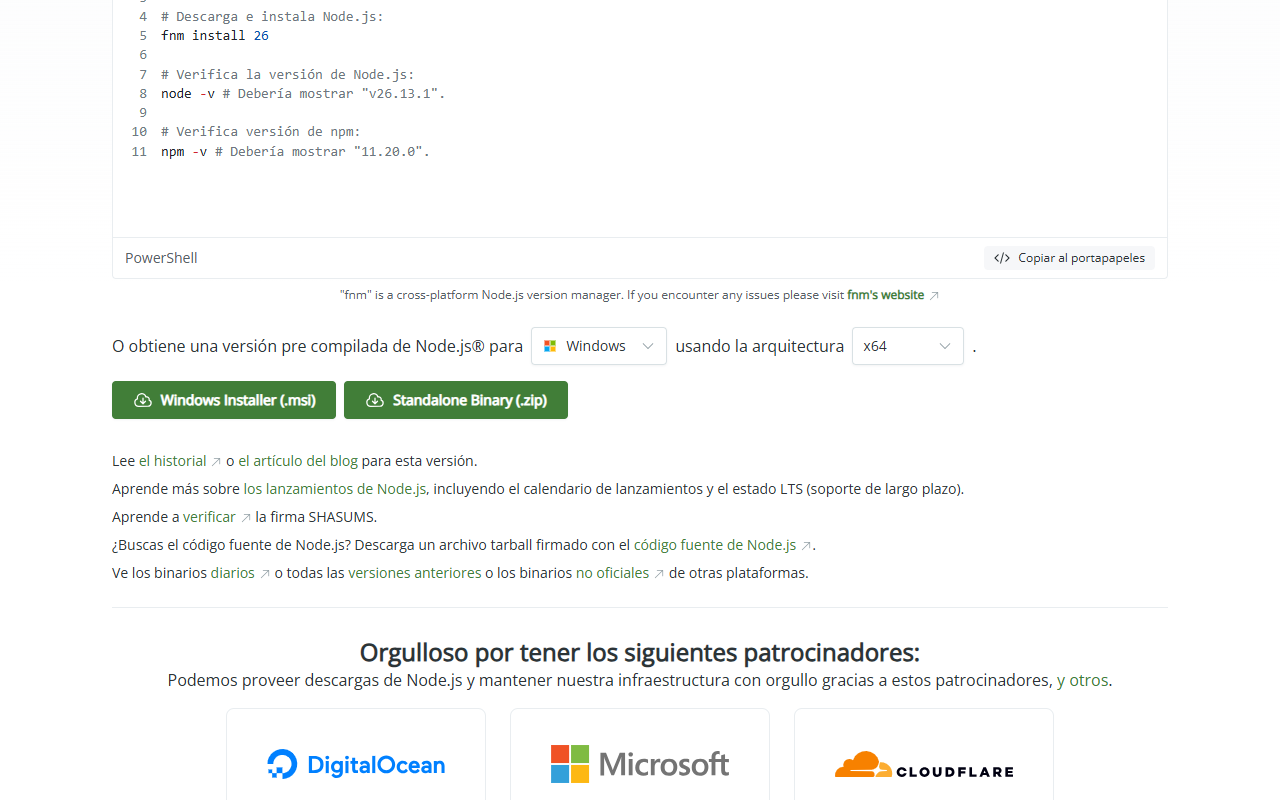 4 # Descarga e instala Node.js:
5 fnm install 26
6
7 # Verifica la versión de Node.js:
8 node -v # Debería mostrar "v26.13.1".
9
10 # Verifica versión de npm:
11 npm -v # Debería mostrar "11.20.0".
PowerShell
Copiar al portapapeles
"fnm" is a cross-platform Node.js version manager. If you encounter any issues please visit fnm's website
O obtiene una versión pre compilada de Node.js® para Windows usando la arquitectura x64 .
Windows Installer (.msi) Standalone Binary (.zip)
Lee el historial o el artículo del blog para esta versión.
Aprende más sobre los lanzamientos de Node.js, incluyendo el calendario de lanzamientos y el estado LTS (soporte de largo plazo).
Aprende a verificar la firma SHASUMS.
¿Buscas el código fuente de Node.js? Descarga un archivo tarball firmado con el código fuente de Node.js .
Ve los binarios diarios o todas las versiones anteriores o los binarios no oficiales de otras plataformas.
Orgulloso por tener los siguientes patrocinadores:
Podemos proveer descargas de Node.js y mantener nuestra infraestructura con orgullo gracias a estos patrocinadores, y otros.
DigitalOcean
Microsoft
CLOUDFLARE